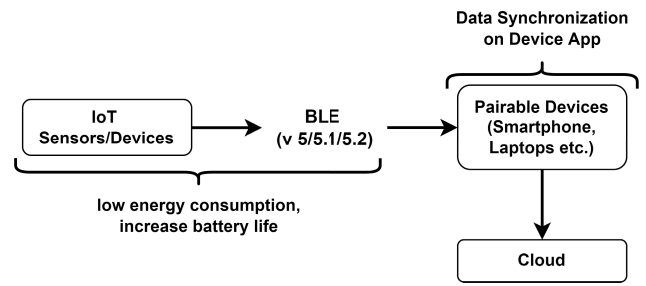 Data Synchronization
on Device App
IoT
Sensors/Devices
BLE
(v 5/5.1/5.2)
Pairable Devices
(Smartphone,
Laptops etc.)
low energy consumption,
increase battery life
Cloud